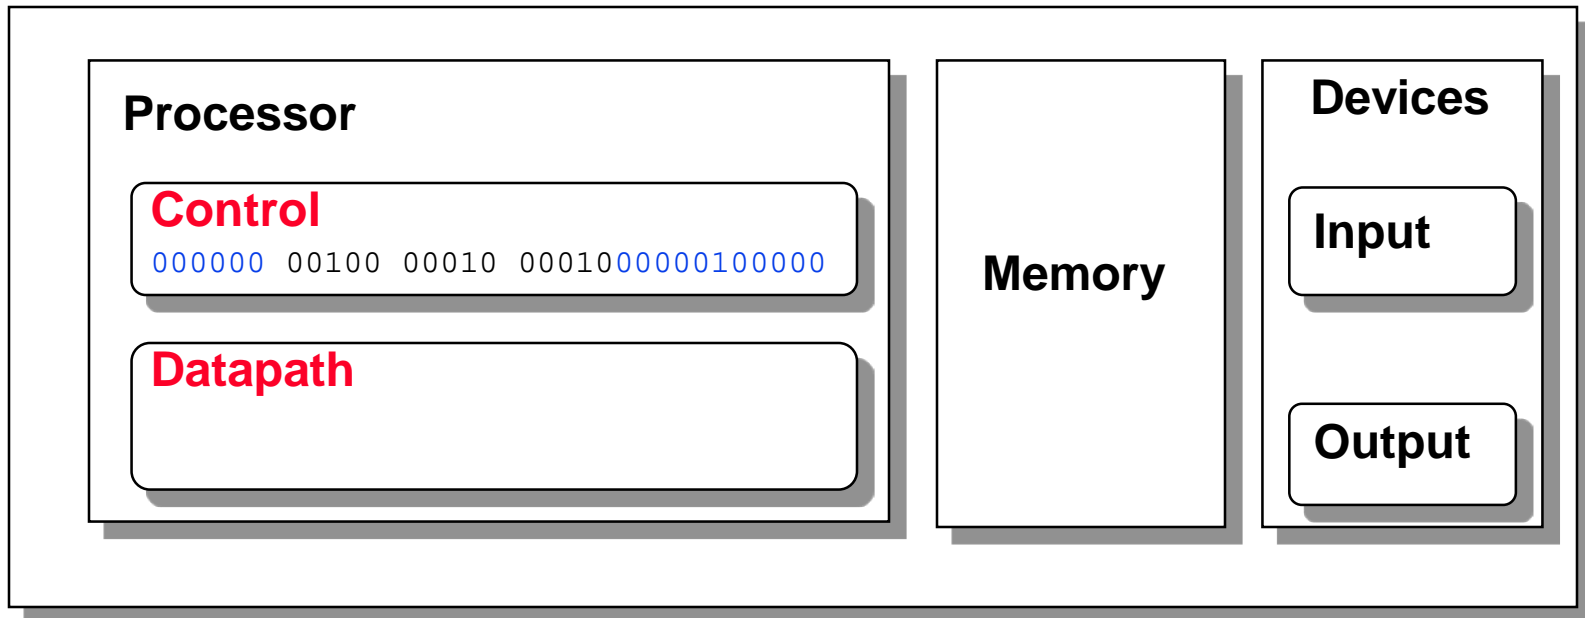 Processor
Control
000000 00100 00010 0001000000100000
Datapath
Memory
Devices
Input
Output